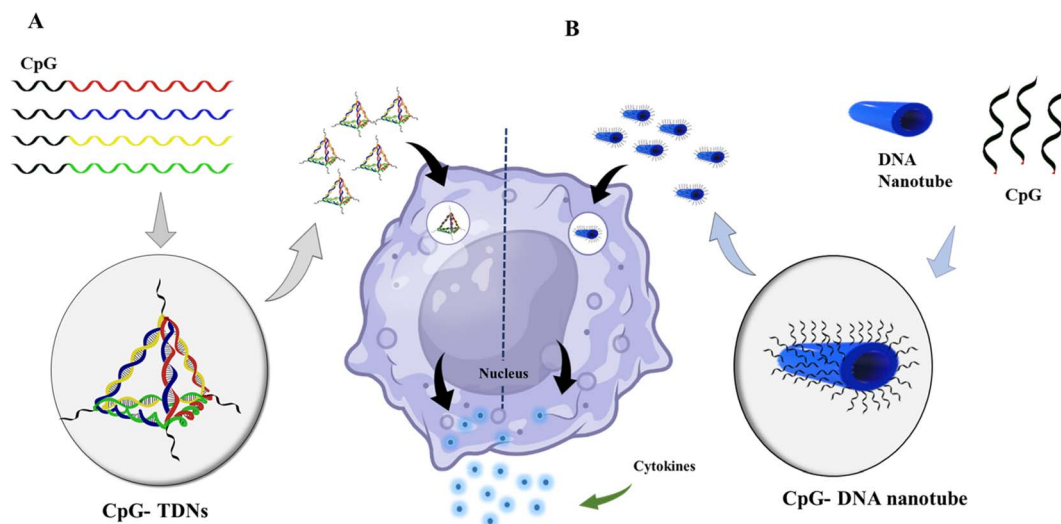 A
B
CpG
DNA
Nanotube
CpG
Nucleus
Cytokines
CpG- TDNs
CpG- DNA nanotube